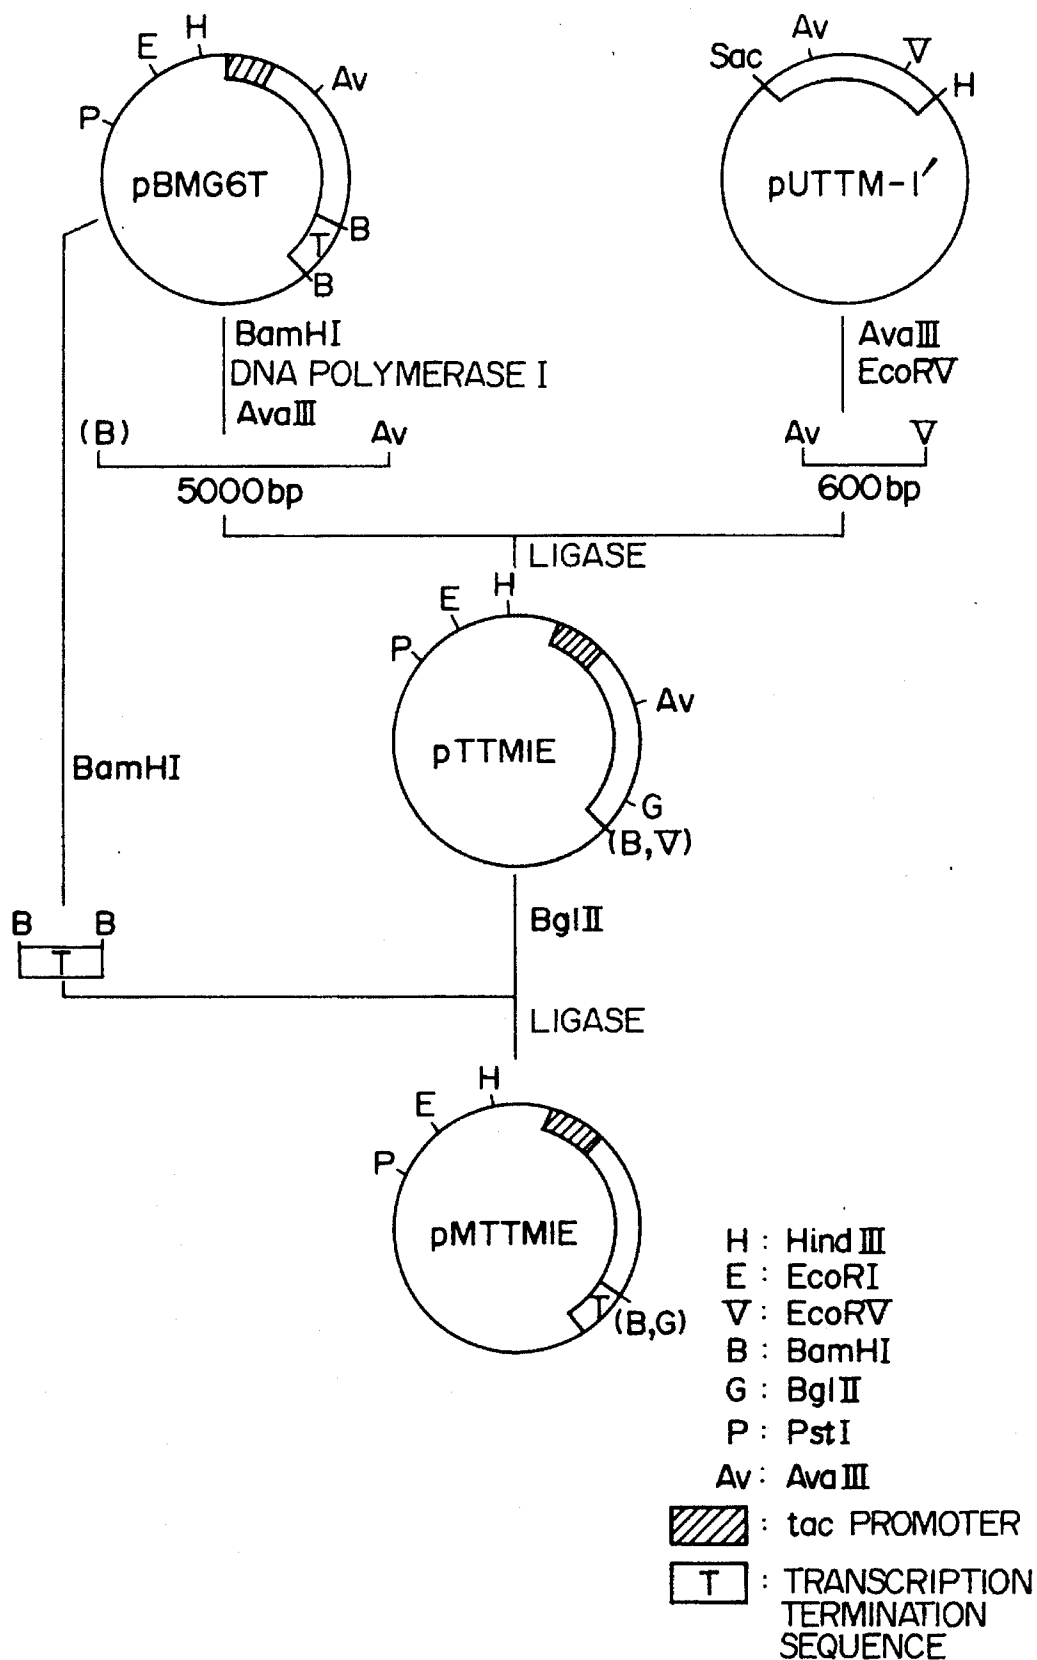 H
E
P
Av
pBMG6T
B
T
B
Av
Sac
V
H
pUTTM-1′
BamHI
DNA POLYMERASE I
AvaIII
AvaIII
EcoRV
(B)
Av
5000bp
Av
V
600bp
LIGASE
H
E
P
Av
pTTMIE
G
(B,V)
BamHI
BglII
B
B
T
LIGASE
H
E
P
pMTTMIE
T
(B,G)
H : HindIII
E : EcoRI
V : EcoRV
B : BamHI
G : BglII
P : PstI
Av : AvaIII
: tac PROMOTER
T : TRANSCRIPTION
TERMINATION
SEQUENCE